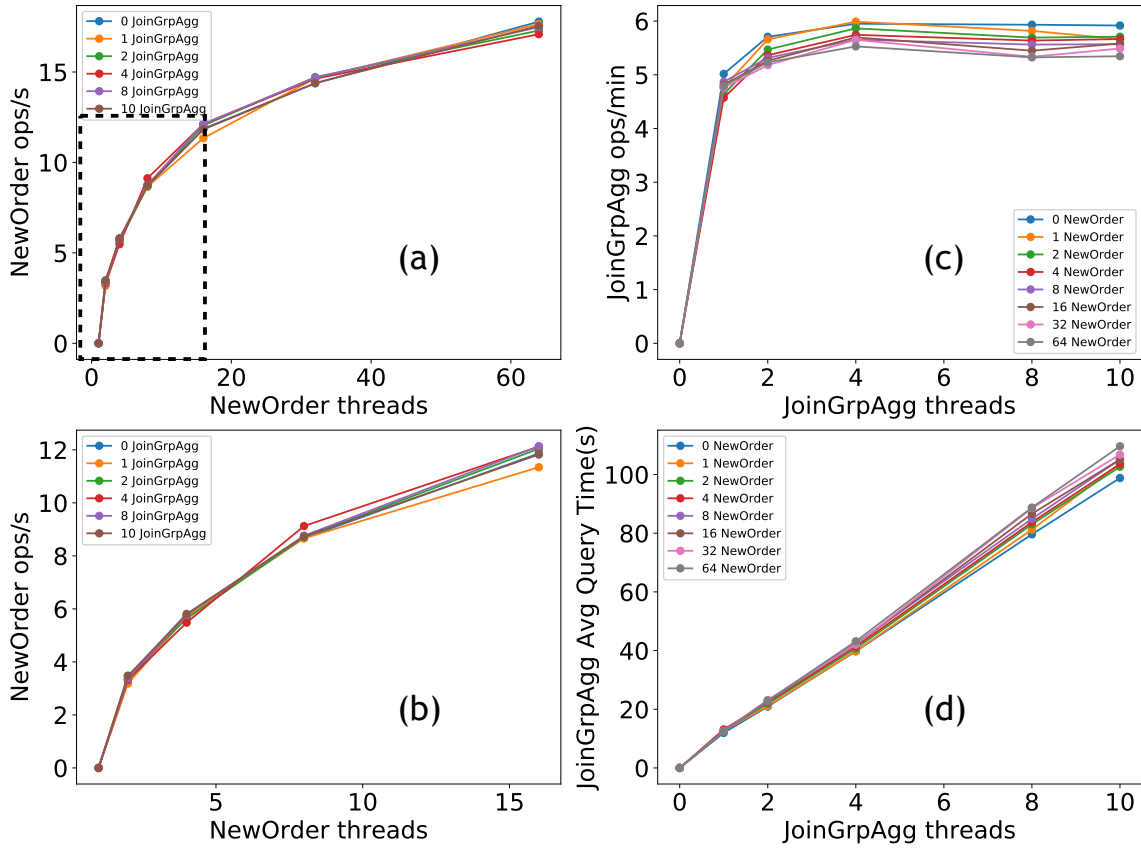 0 JoinGrpAgg
1 JoinGrpAgg
2 JoinGrpAgg
4 JoinGrpAgg
8 JoinGrpAgg
10 JoinGrpAgg
NewOrder ops/s
15
10
5
0
(a)
0
20
40
60
NewOrder threads
JoinGrpAgg ops/min
6
5
4
3
2
1
0
(c)
0 NewOrder
1 NewOrder
2 NewOrder
4 NewOrder
8 NewOrder
16 NewOrder
32 NewOrder
64 NewOrder
0
2
4
6
8
10
JoinGrpAgg threads
0 JoinGrpAgg
1 JoinGrpAgg
2 JoinGrpAgg
4 JoinGrpAgg
8 JoinGrpAgg
10 JoinGrpAgg
NewOrder ops/s
12
10
8
6
4
2
0
(b)
5
10
15
NewOrder threads
0 NewOrder
1 NewOrder
2 NewOrder
4 NewOrder
8 NewOrder
16 NewOrder
32 NewOrder
64 NewOrder
JoinGrpAgg Avg Query Time(s)
100
80
60
40
20
0
(d)
0
2
4
6
8
10
JoinGrpAgg threads